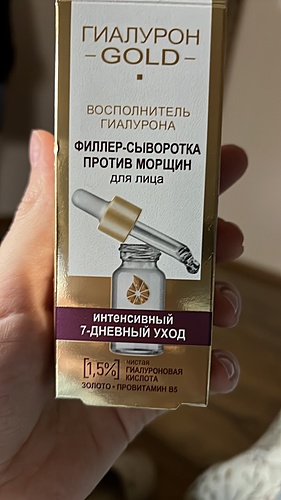 ГИАЛУРОН
–GOLD–
ВОСПОЛНИТЕЛЬ
ГИАЛУРОНА
ФИЛЛЕР-СЫВОРОТКА
ПРОТИВ МОРЩИН
для лица
ИНТЕНСИВНЫЙ
7-ДНЕВНЫЙ УХОД
[1,5%] ЧИСТАЯ
ГИАЛУРОНОВАЯ
КИСЛОТА
ЗОЛОТО + ПРОВИТАМИН B5